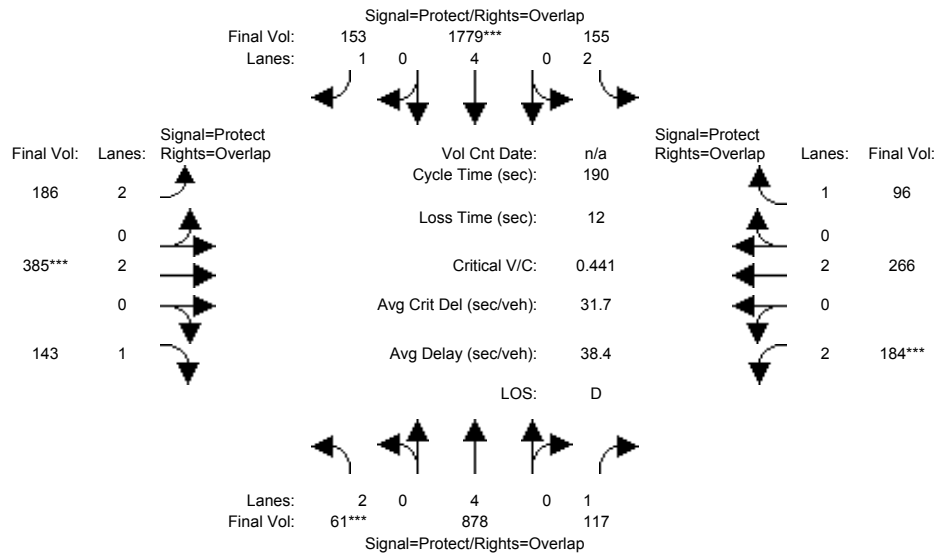 Signal=Protect/Rights=Overlap
Final Vol: 153 1779*** 155
Lanes: 1 0 4 0 2
Signal=Protect
Final Vol: Lanes: Rights=Overlap
Vol Cnt Date: n/a
Signal=Protect
Rights=Overlap Lanes: Final Vol:
Cycle Time (sec): 190
186 2
1 96
Loss Time (sec): 12
0
0
385*** 2
Critical V/C: 0.441
2 266
0
Avg Crit Del (sec/veh): 31.7
0
143 1
Avg Delay (sec/veh): 38.4
2 184***
LOS: D
Lanes: 2 0 4 0 1
Final Vol: 61*** 878 117
Signal=Protect/Rights=Overlap